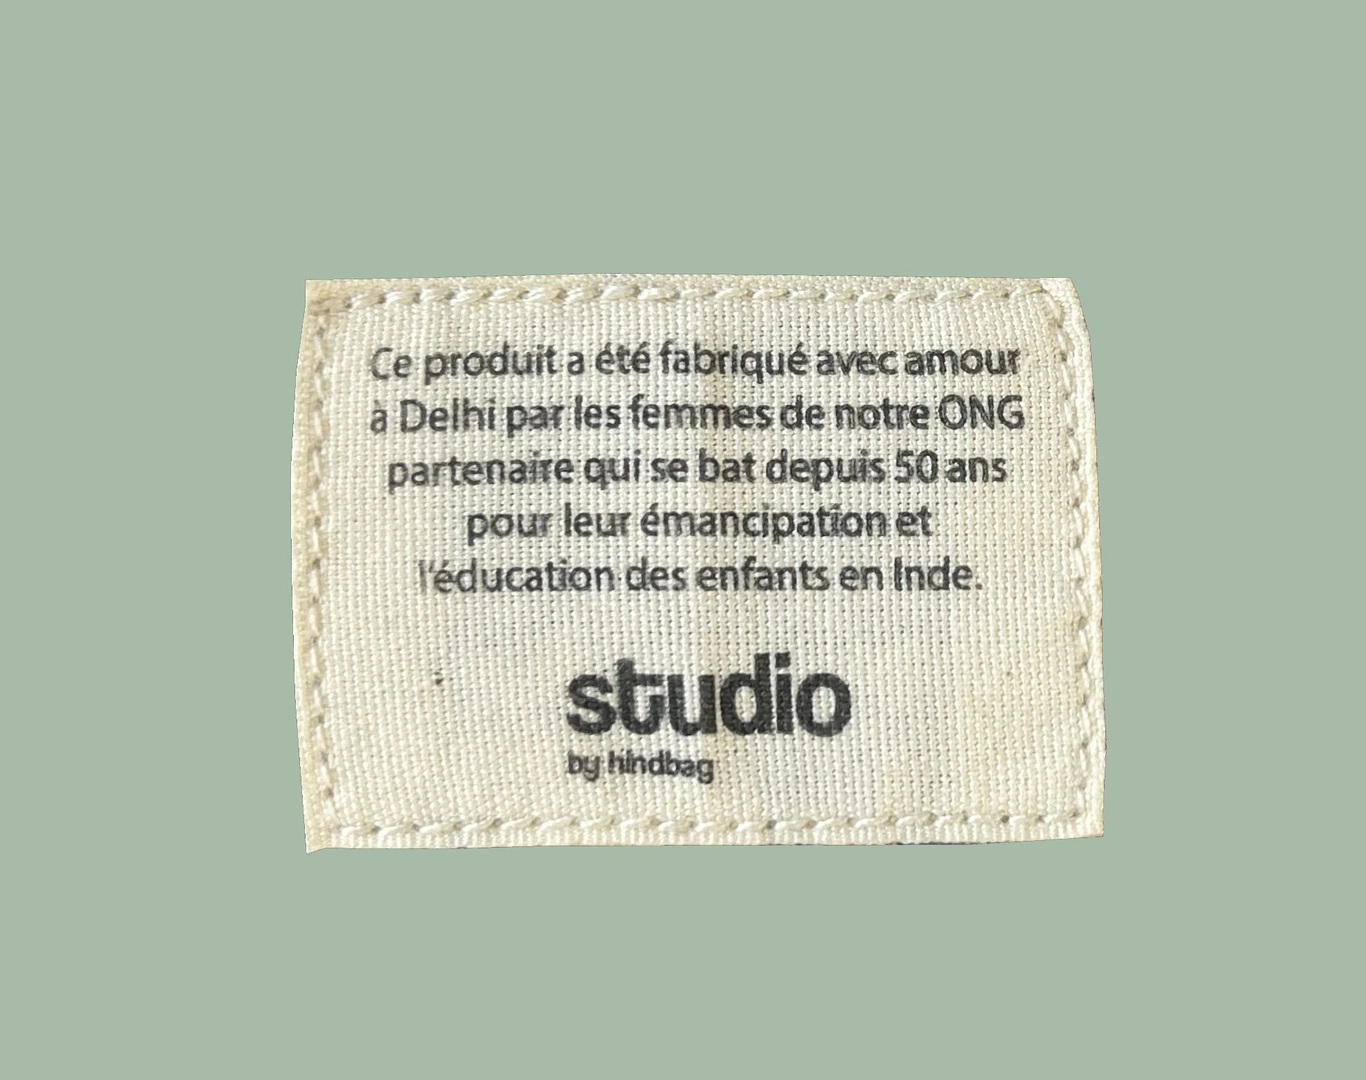 Ce produit a été fabriqué avec amour
à Delhi par les femmes de notre ONG
partenaire qui se bat depuis 50 ans
pour leur émancipation et
l'éducation des enfants en Inde.
studio
by hindbag